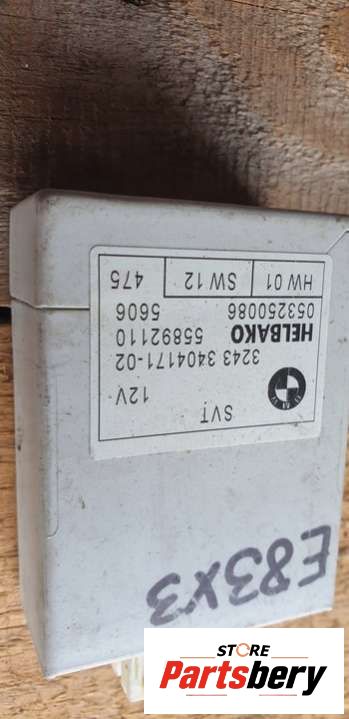 SVT
12V
3243 3404171-02
HELBAKO 55892110
053250086 5606
HW 01 SW 12 475
E83X3
STORE
Partsbery